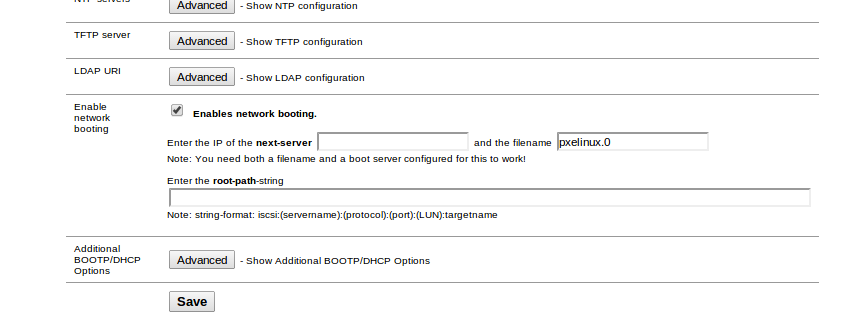 NTP servers
Advanced - Show NTP configuration
TFTP server
Advanced - Show TFTP configuration
LDAP URI
Advanced - Show LDAP configuration
Enable
network
booting
Enables network booting.
Enter the IP of the next-server and the filename pxelinux.0
Note: You need both a filename and a boot server configured for this to work!
Enter the root-path-string
Note: string-format: iscsi:(servername):(protocol):(port):(LUN):targetname
Additional
BOOTP/DHCP
Options
Advanced - Show Additional BOOTP/DHCP Options
Save